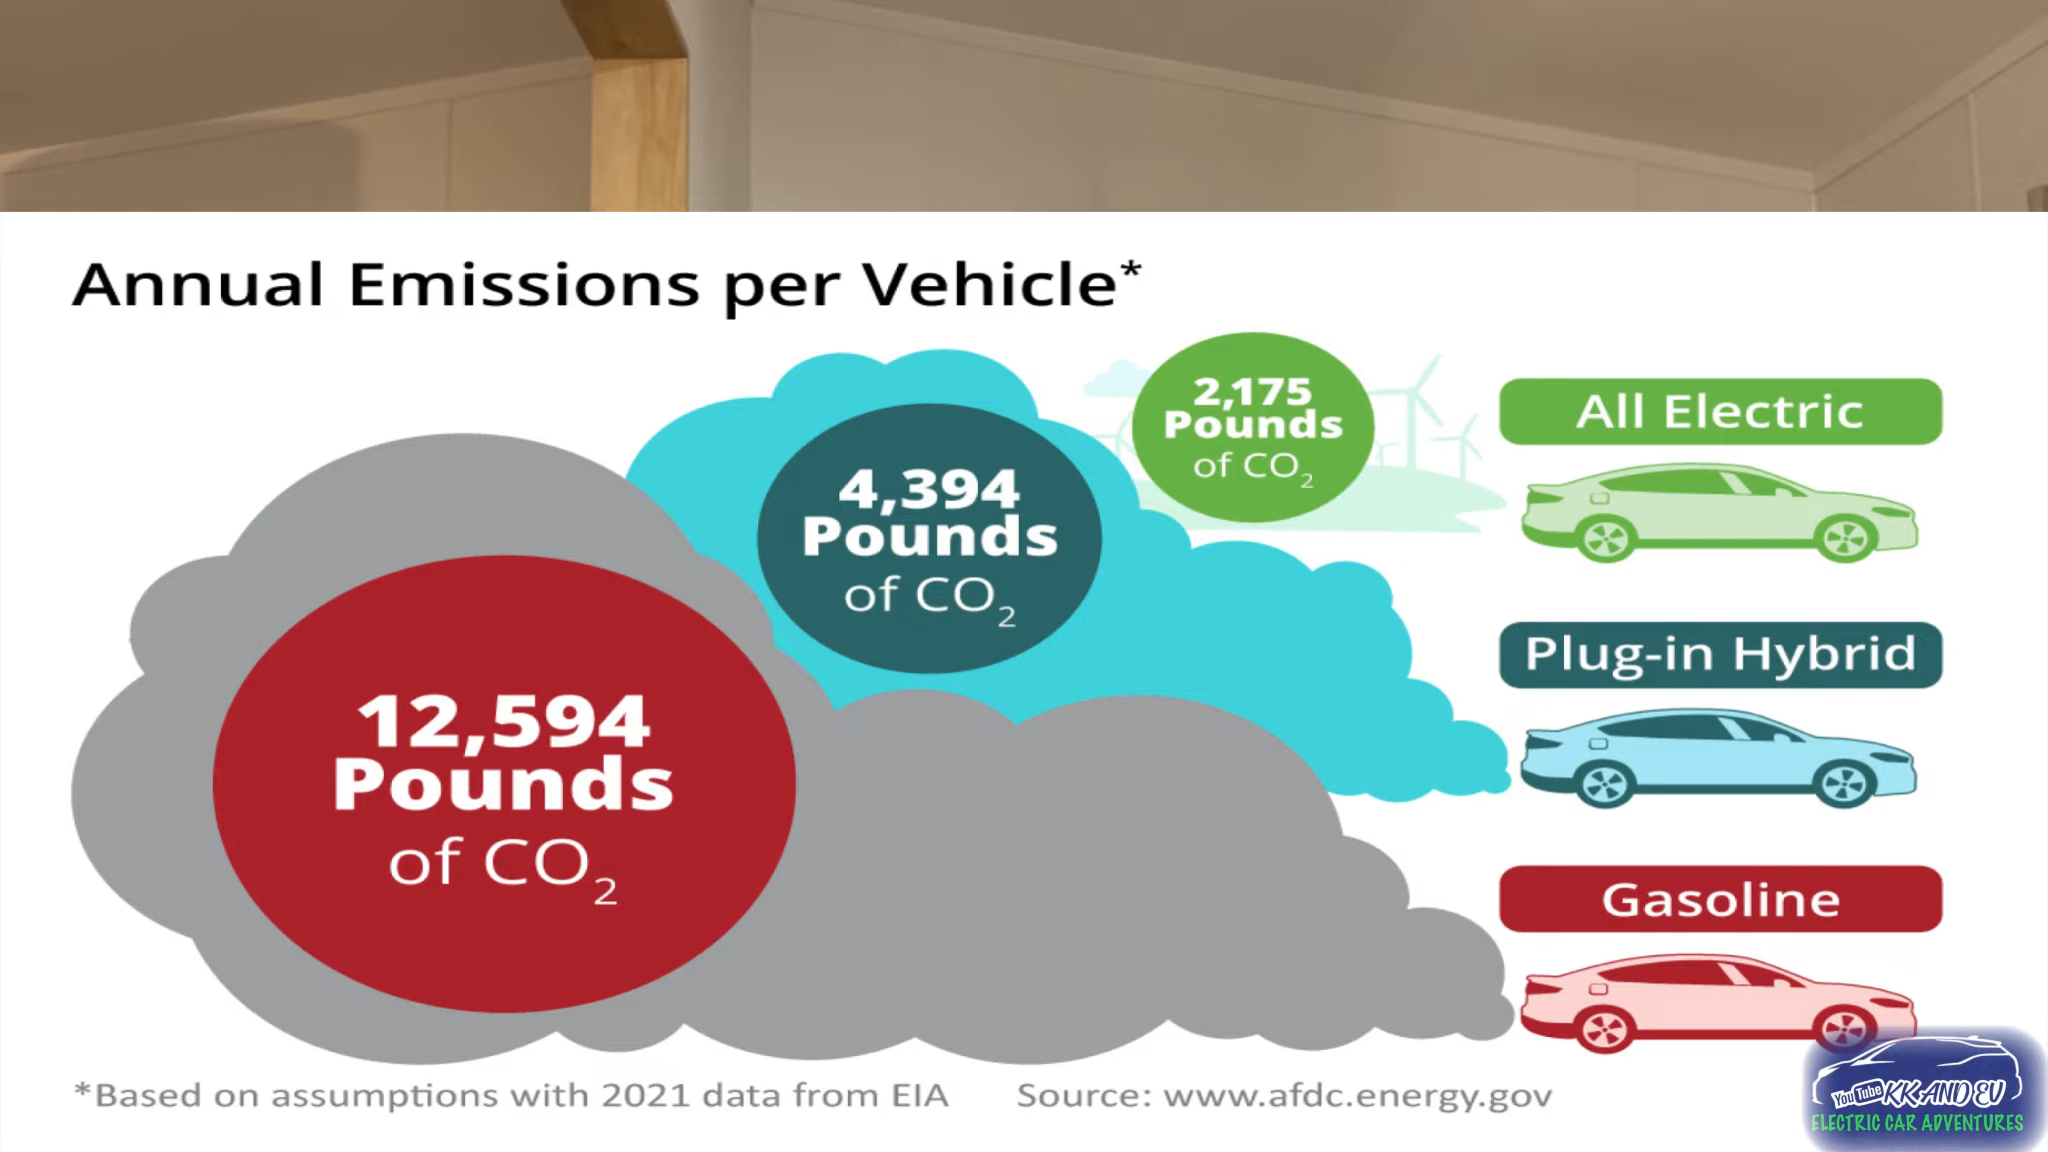 Annual Emissions per Vehicle*
2,175
Pounds
of CO₂
All Electric
4,394
Pounds
of CO₂
Plug-in Hybrid
12,594
Pounds
of CO₂
Gasoline
*Based on assumptions with 2021 data from EIA
Source: www.afdc.energy.gov
YouTube KK AND EV
ELECTRIC CAR ADVENTURES